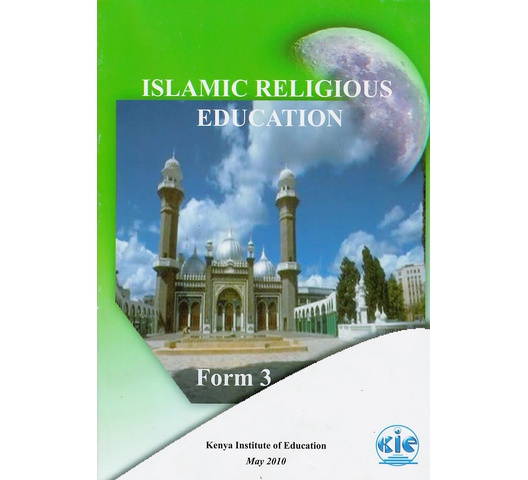 ISLAMIC RELIGIOUS
EDUCATION
Form 3
Kenya Institute of Education
May 2010
KIE